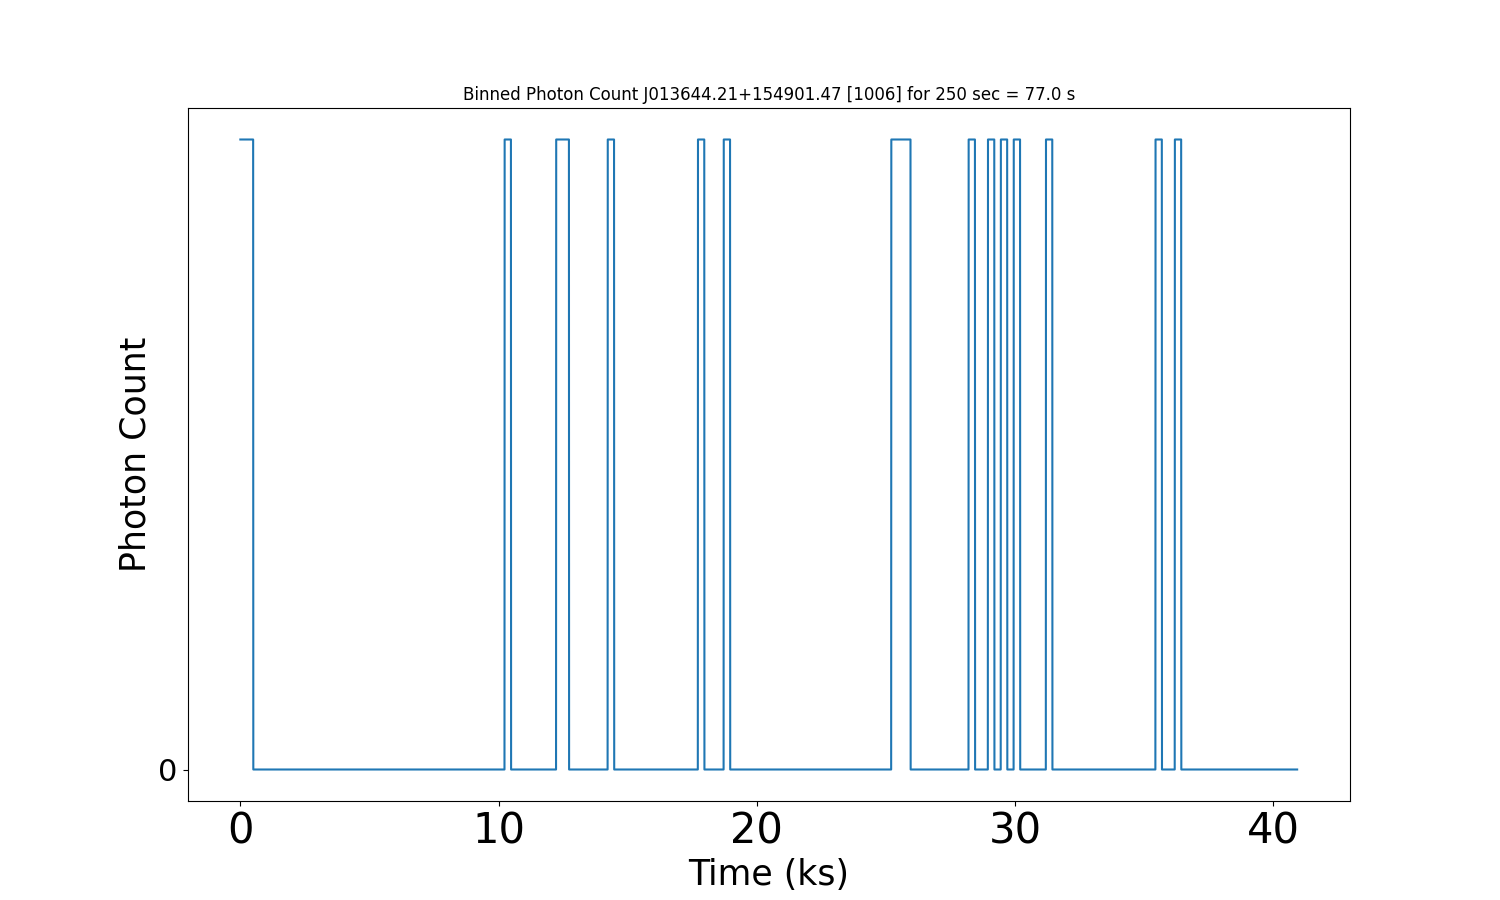 Binned Photon Count J013644.21+154901.47 [1006] for 250 sec = 77.0 s
Photon Count
0
0 10 20 30 40
Time (ks)